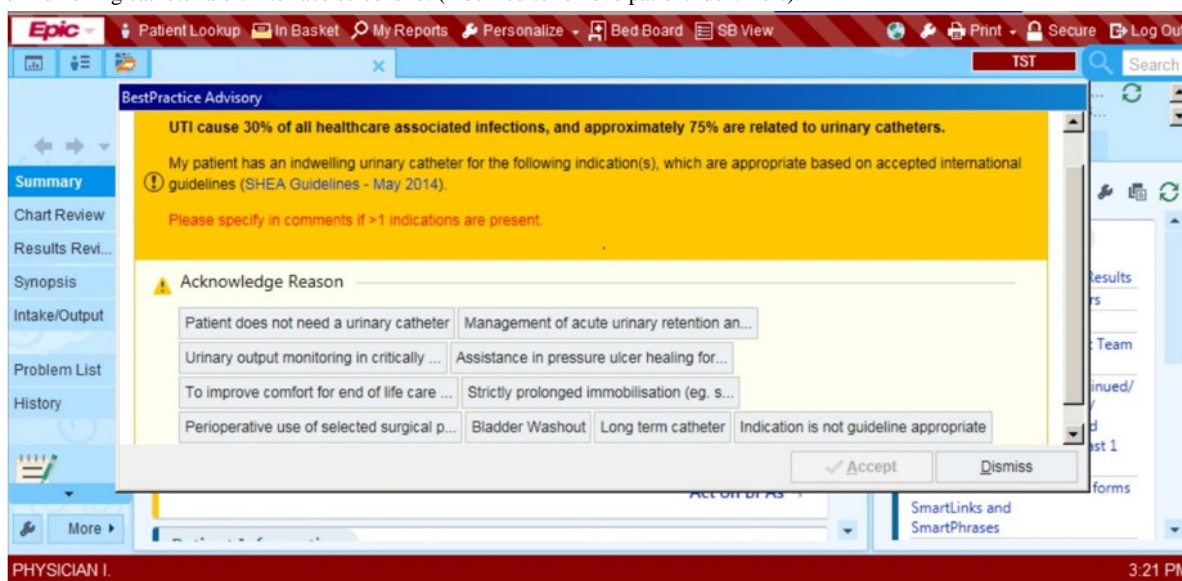 Epic Patient Lookup In Basket My Reports Personalize Bed Board SB View Print Secure Log Out
TST Search
BestPractice Advisory
UTI cause 30% of all healthcare associated infections, and approximately 75% are related to urinary catheters.
My patient has an indwelling urinary catheter for the following indication(s), which are appropriate based on accepted international
guidelines (SHEA Guidelines - May 2014).
Please specify in comments if >1 indications are present.
Summary
Chart Review
Results Revi...
Synopsis
Intake/Output
Problem List
History
More
Acknowledge Reason
Patient does not need a urinary catheter Management of acute urinary retention an...
Urinary output monitoring in critically ... Assistance in pressure ulcer healing for...
To improve comfort for end of life care ... Strictly prolonged immobilisation (eg. s...
Perioperative use of selected surgical p... Bladder Washout Long term catheter Indication is not guideline appropriate
Accept Dismiss
Results
Team
forms
SmartLinks and
SmartPhrases
PHYSICIAN I. 3:21 PM